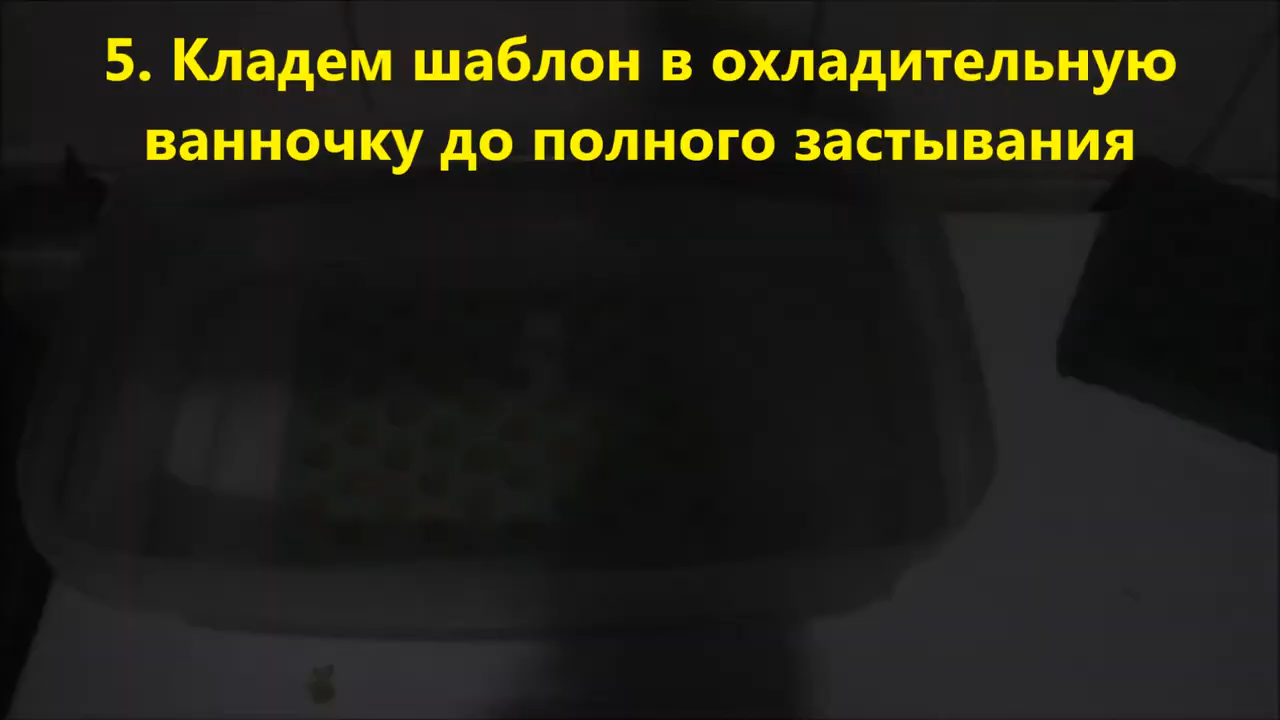 5. Кладем шаблон в охладительную
ванночку до полного застывания